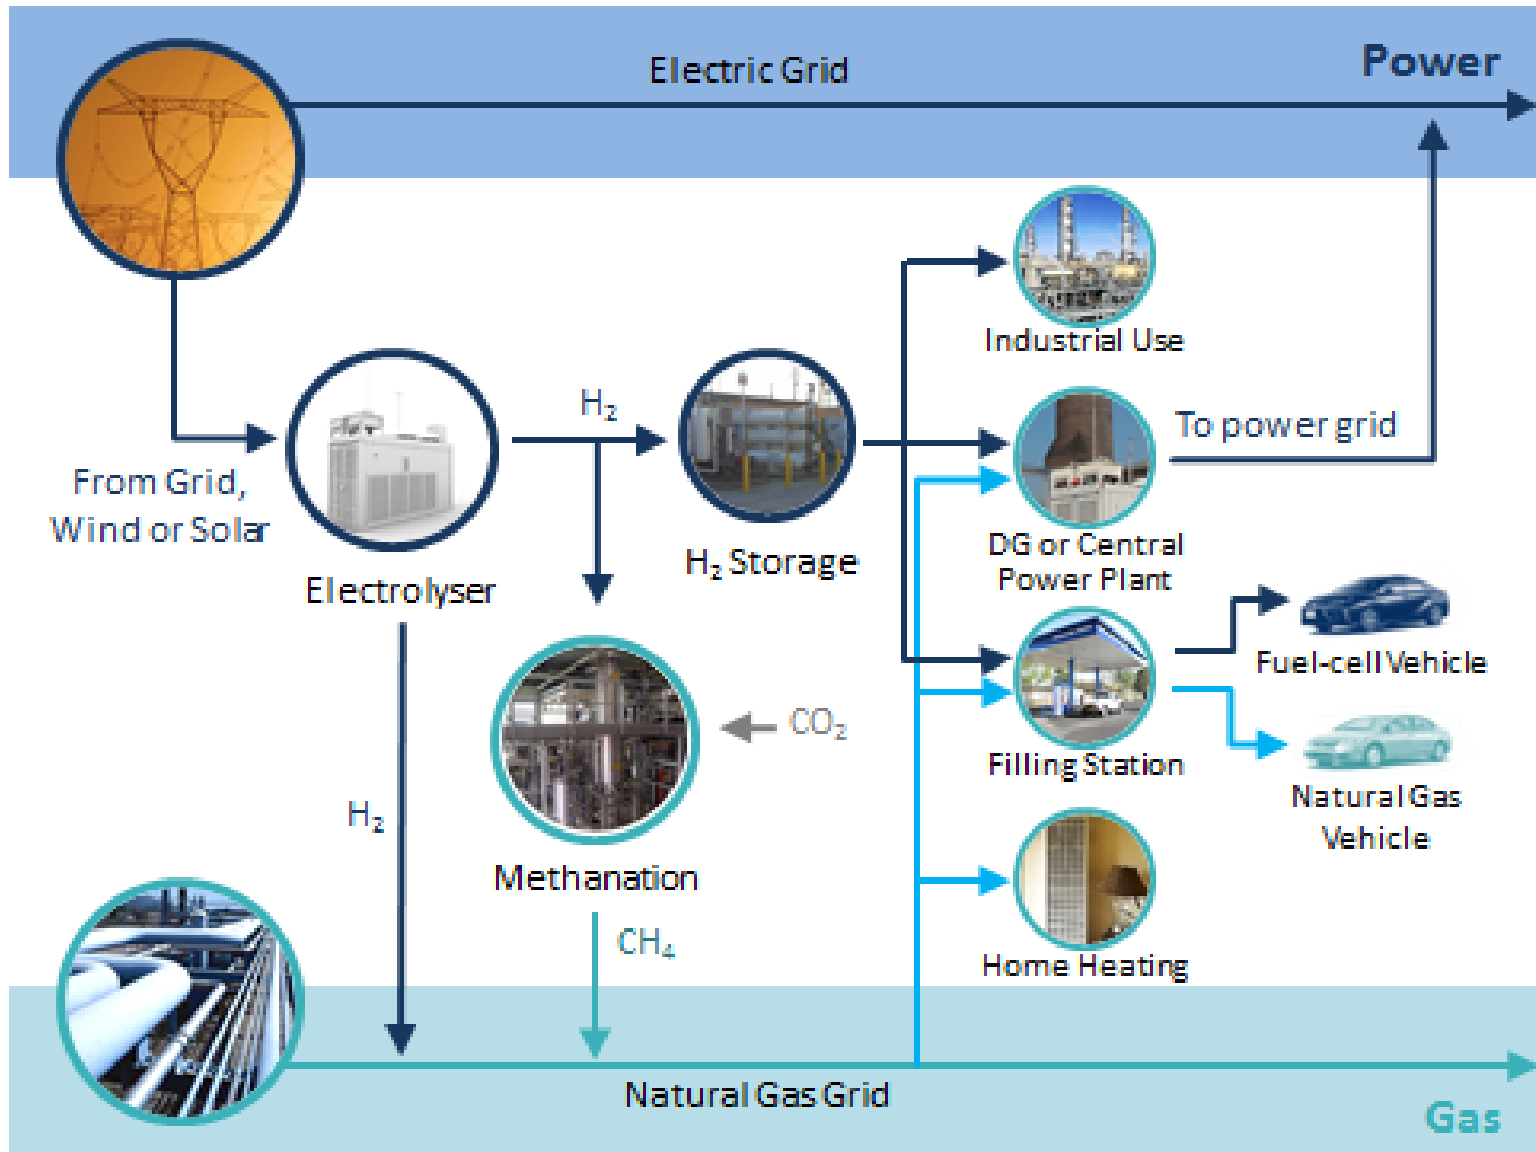 Electric Grid
Power
Industrial Use
H₂
To power grid
From Grid,
Wind or Solar
Electrolyser
H₂ Storage
DG or Central
Power Plant
Fuel-cell Vehicle
CO₂
Filling Station
Natural Gas
Vehicle
H₂
Methanation
CH₄
Home Heating
Natural Gas Grid
Gas